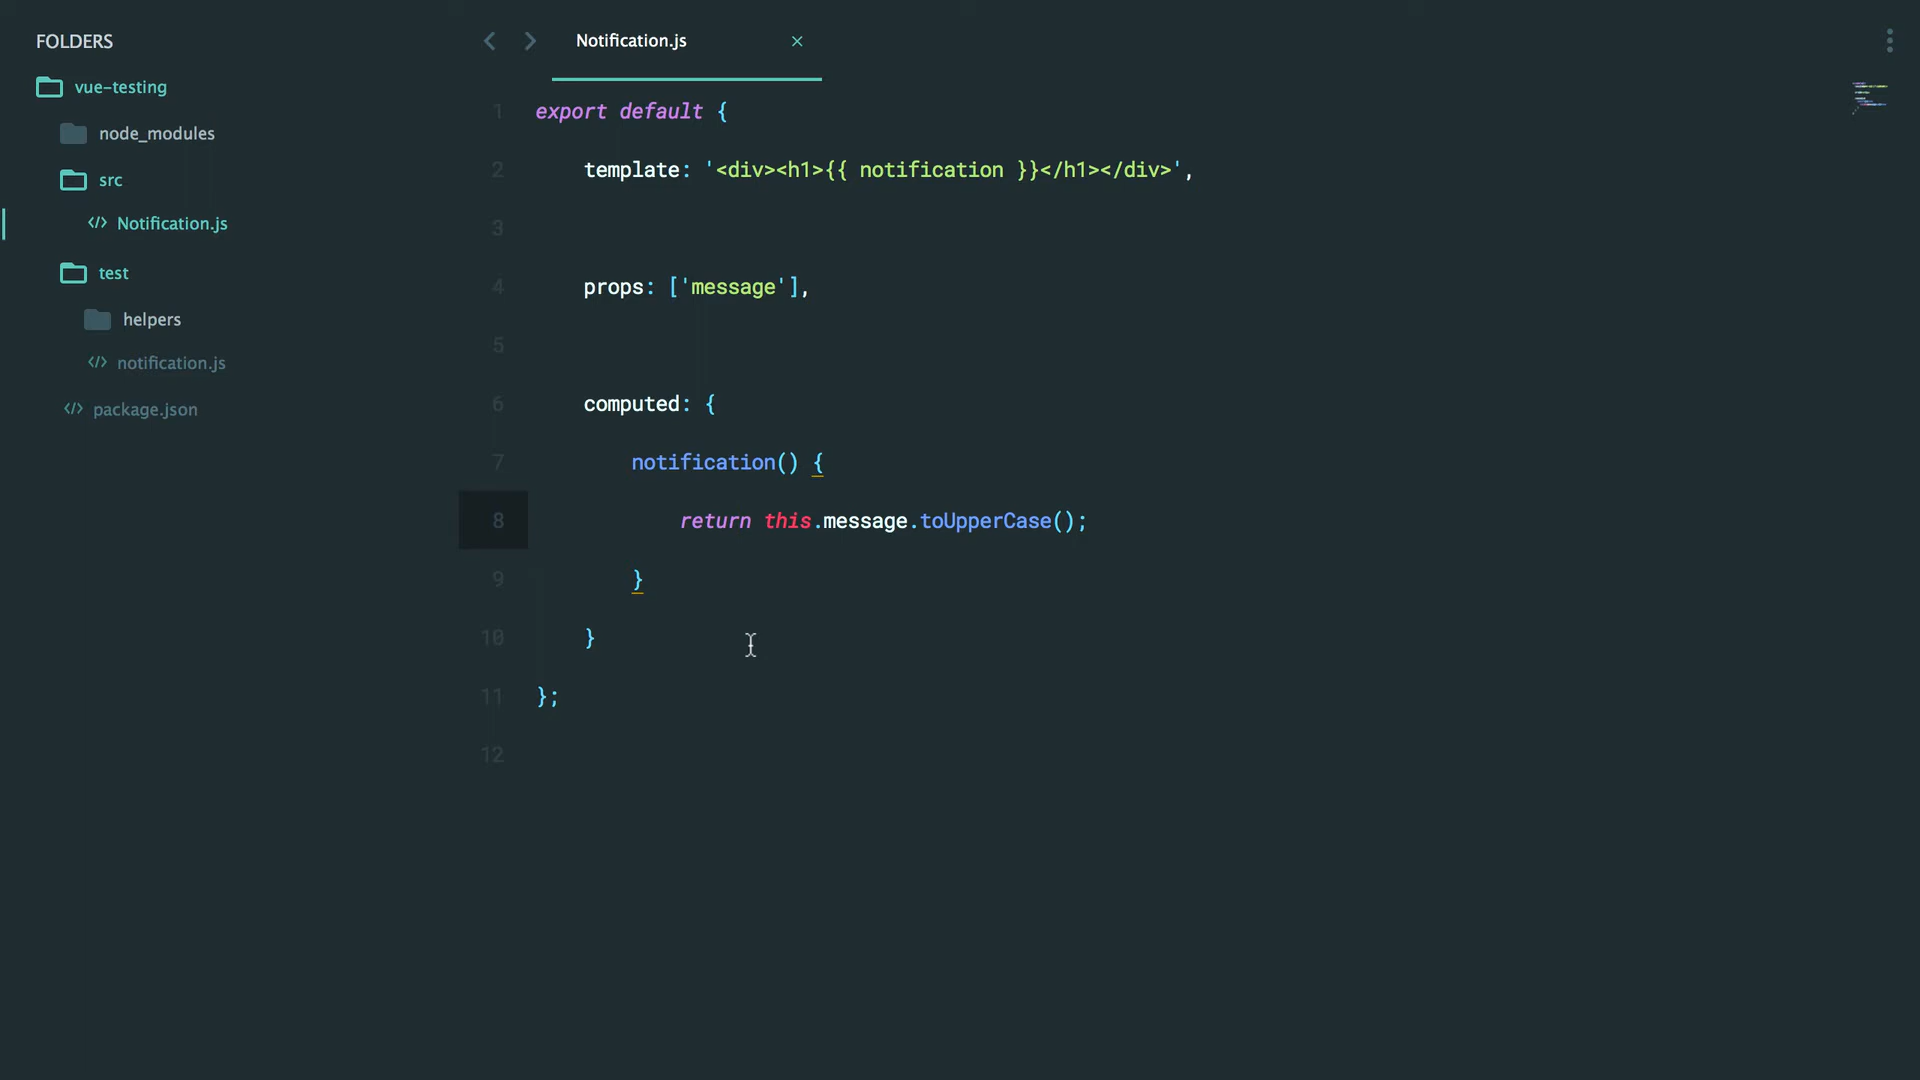 FOLDERS
vue-testing
node_modules
src
Notification.js
test
helpers
notification.js
package.json
Notification.js
1 export default {
2 template: '<div><h1>{{ notification }}</h1></div>',
3
4 props: ['message'],
5
6 computed: {
7 notification() {
8 return this.message.toUpperCase();
9 }
10 }
11 };
12